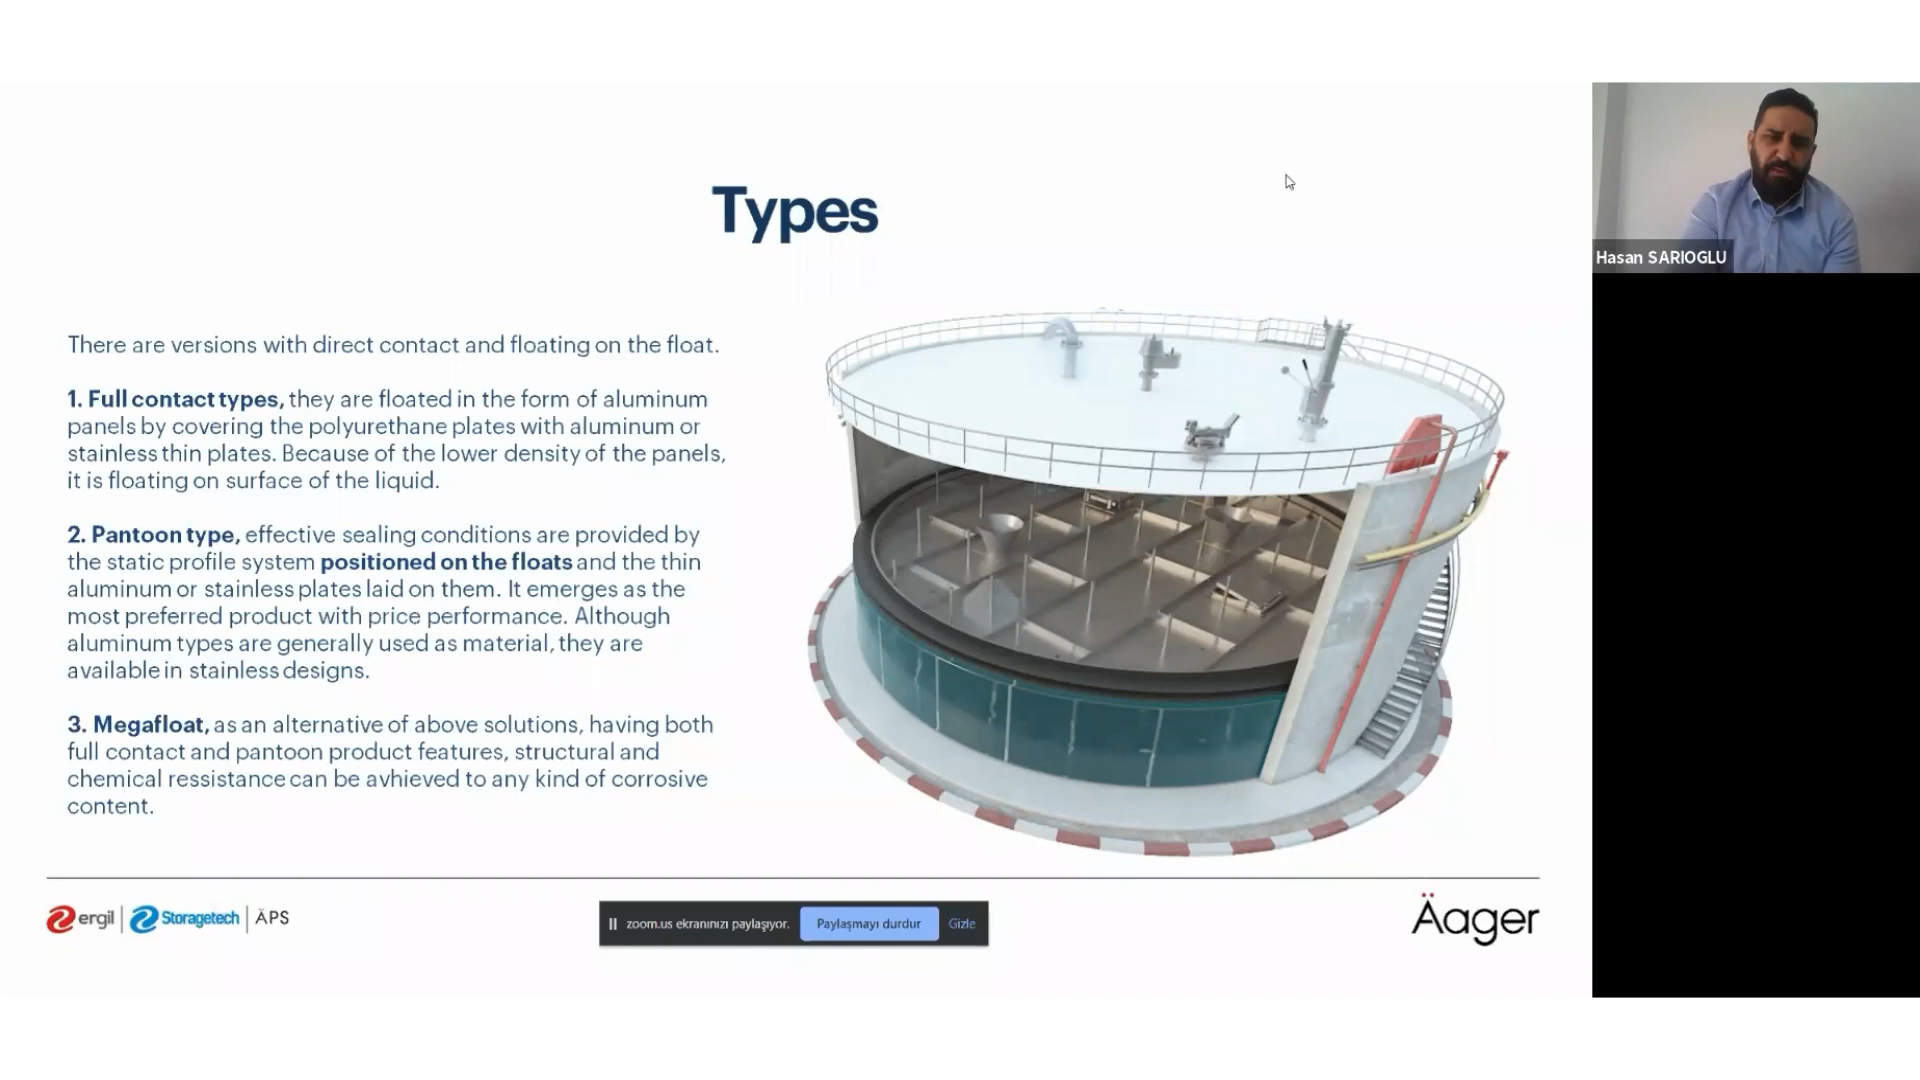 Types
There are versions with direct contact and floating on the float.
1. Full contact types, they are floated in the form of aluminum
panels by covering the polyurethane plates with aluminum or
stainless thin plates. Because of the lower density of the panels,
it is floating on surface of the liquid.
2. Pantoon type, effective sealing conditions are provided by
the static profile system positioned on the floats and the thin
aluminum or stainless plates laid on them. It emerges as the
most preferred product with price performance. Although
aluminum types are generally used as material, they are
available in stainless designs.
3. Megafloat, as an alternative of above solutions, having both
full contact and pantoon product features, structural and
chemical ressistance can be avhieved to any kind of corrosive
content.
Hasan SARIOGLU
ergil Storagetech ÄPS
zoom.us ekranınızı paylaşıyor. Paylaşmayı durdur Gizle
Äager